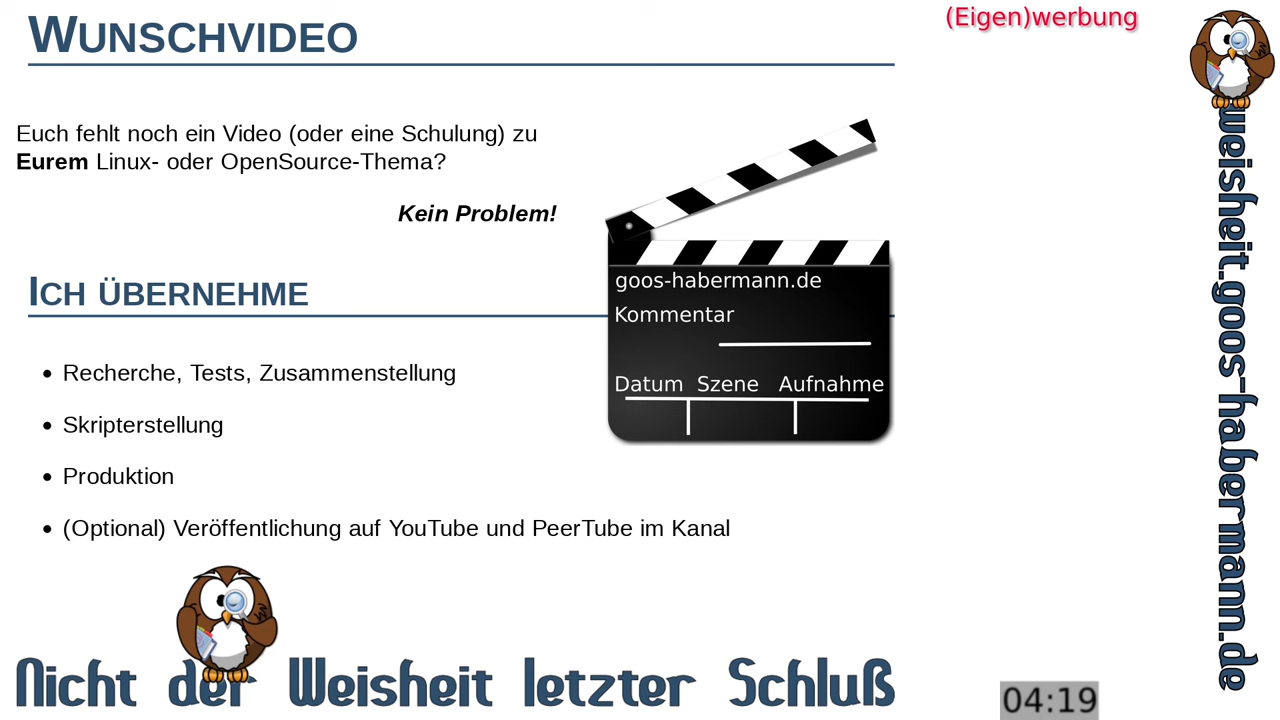 WUNSCHVIDEO
(Eigen)werbung
Euch fehlt noch ein Video (oder eine Schulung) zu
Eurem Linux- oder OpenSource-Thema?
Kein Problem!
goos-habermann.de
Kommentar
Datum Szene Aufnahme
ICH ÜBERNEHME
• Recherche, Tests, Zusammenstellung
• Skripterstellung
• Produktion
• (Optional) Veröffentlichung auf YouTube und PeerTube im Kanal
Nicht der Weisheit letzter Schluß
weisheit.goos-habermann.de
04:19